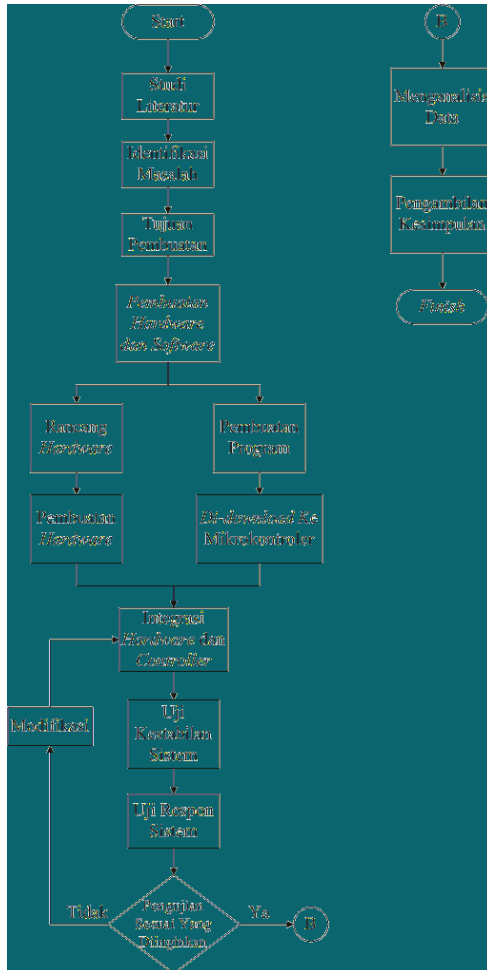 Start
Studi
Literatur
Identifikasi
Masalah
Tujuan
Pembuatan
Pembuatan
Hardware
dan Software
Rancang
Hardware
Pembuatan
Program
Pembuatan
Hardware
Di-download Ke
Mikrokontroler
Integrasi
Hardware dan
Controller
Uji
Kestabilan
Sistem
Modifikasi
Uji Respon
Sistem
Pengujian
Sesuai Yang
Diinginkan
Tidak
Ya
B
B
Menganalisis
Data
Pengambilan
Kesimpulan
Finish